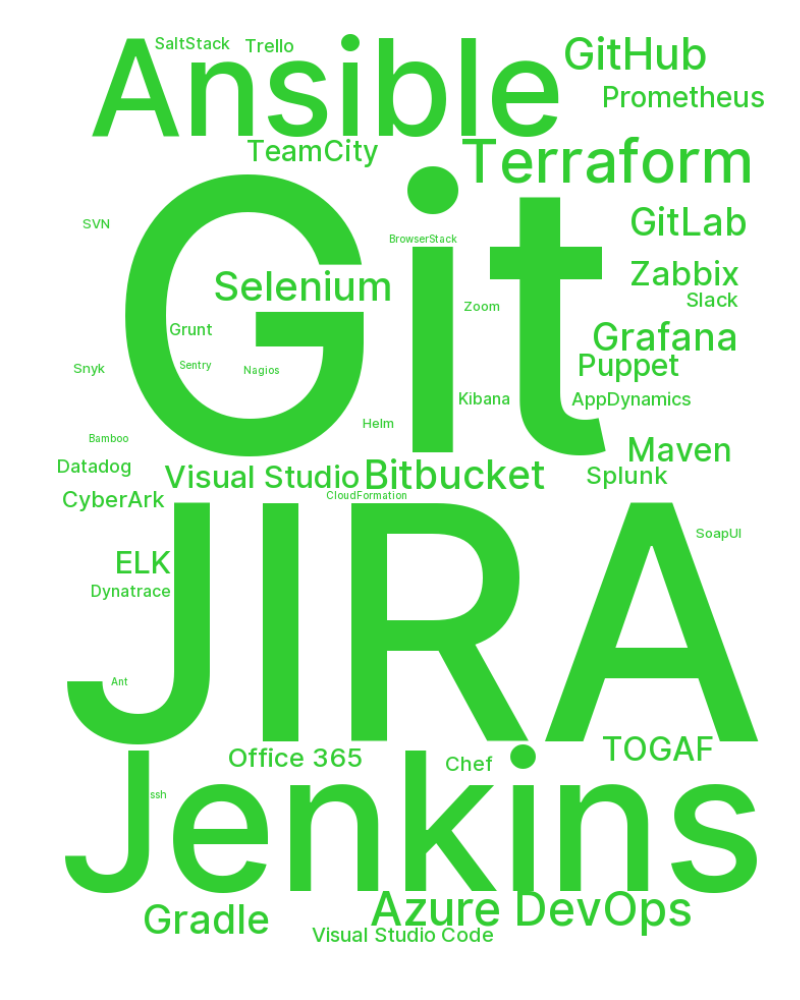 SaltStack
Trello
Ansible
GitHub
Prometheus
TeamCity
Terraform
SVN
GitLab
BrowserStack
Git
Selenium
Zabbix
Slack
Zoom
Grunt
Grafana
Puppet
Sentry
Snyk
Nagios
Kibana
AppDynamics
Helm
Bamboo
Maven
Datadog
Visual Studio
Bitbucket
Splunk
CyberArk
CloudFormation
JIRA
SoapUI
ELK
Dynatrace
Ant
TOGAF
Office 365
Chef
ssh
Jenkins
Gradle
Azure DevOps
Visual Studio Code